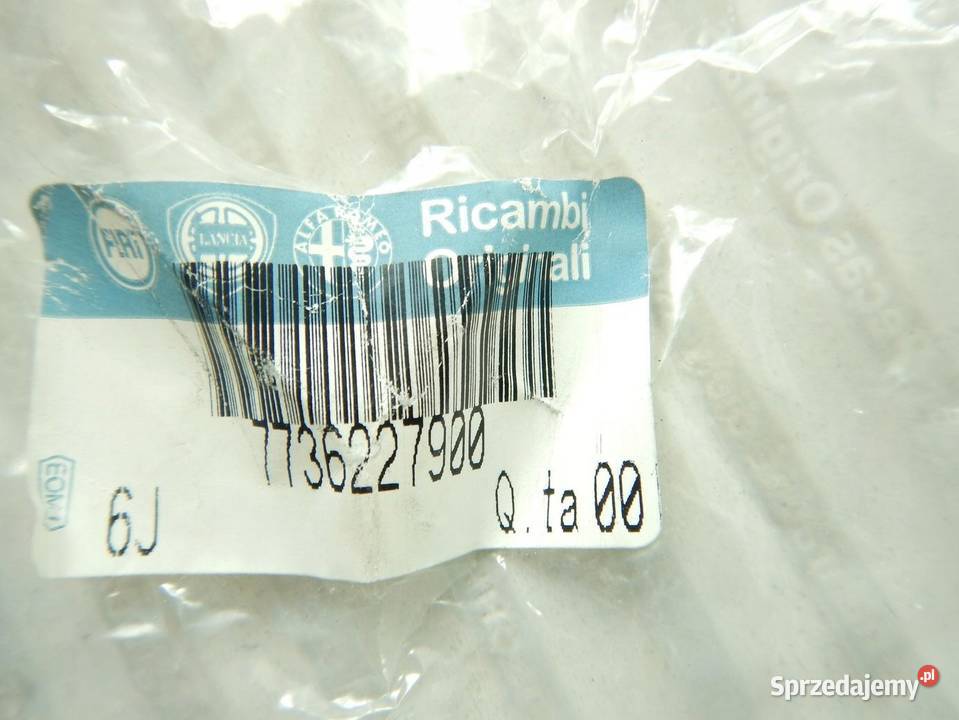 FIAT
LANCIA
ALFA ROMEO
Ricambi
Originali
7736227900
6J
Q.ta 00
Sprzedajemy.pl